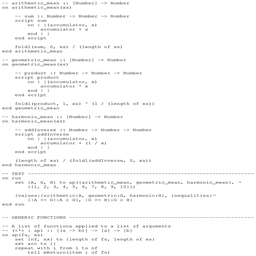 -- arithmetic_mean :: [Number] -> Number
on arithmetic_mean(xs)
-- sum :: Number -> Number -> Number
script sum
on |λ|(accumulator, x)
accumulator + x
end |λ|
end script
foldl(sum, 0, xs) / (length of xs)
end arithmetic_mean
-- geometric_mean :: [Number] -> Number
on geometric_mean(xs)
-- product :: Number -> Number -> Number
script product
on |λ|(accumulator, x)
accumulator * x
end |λ|
end script
foldl(product, 1, xs) ^ (1 / (length of xs))
end geometric_mean
-- harmonic_mean :: [Number] -> Number
on harmonic_mean(xs)
-- addInverse :: Number -> Number -> Number
script addInverse
on |λ|(accumulator, x)
accumulator + (1 / x)
end |λ|
end script
(length of xs) / (foldl(addInverse, 0, xs))
end harmonic_mean
-- TEST -----------------------------------------------------------------------
on run
set {A, G, H} to ap({arithmetic_mean, geometric_mean, harmonic_mean}, ¬
{{1, 2, 3, 4, 5, 6, 7, 8, 9, 10}})
{values:{arithmetic:A, geometric:G, harmonic:H}, inequalities:¬
{|A >= G|:A ≥ G}, |G >= H|:G ≥ H}
end run
-- GENERIC FUNCTIONS ----------------------------------------------------------
-- A list of functions applied to a list of arguments
-- (<*> | ap) :: [(a -> b)] -> [a] -> [b]
on ap(fs, xs)
set {nf, nx} to {length of fs, length of xs}
set acc to {}
repeat with i from 1 to nf
tell mReturn(item i of fs)